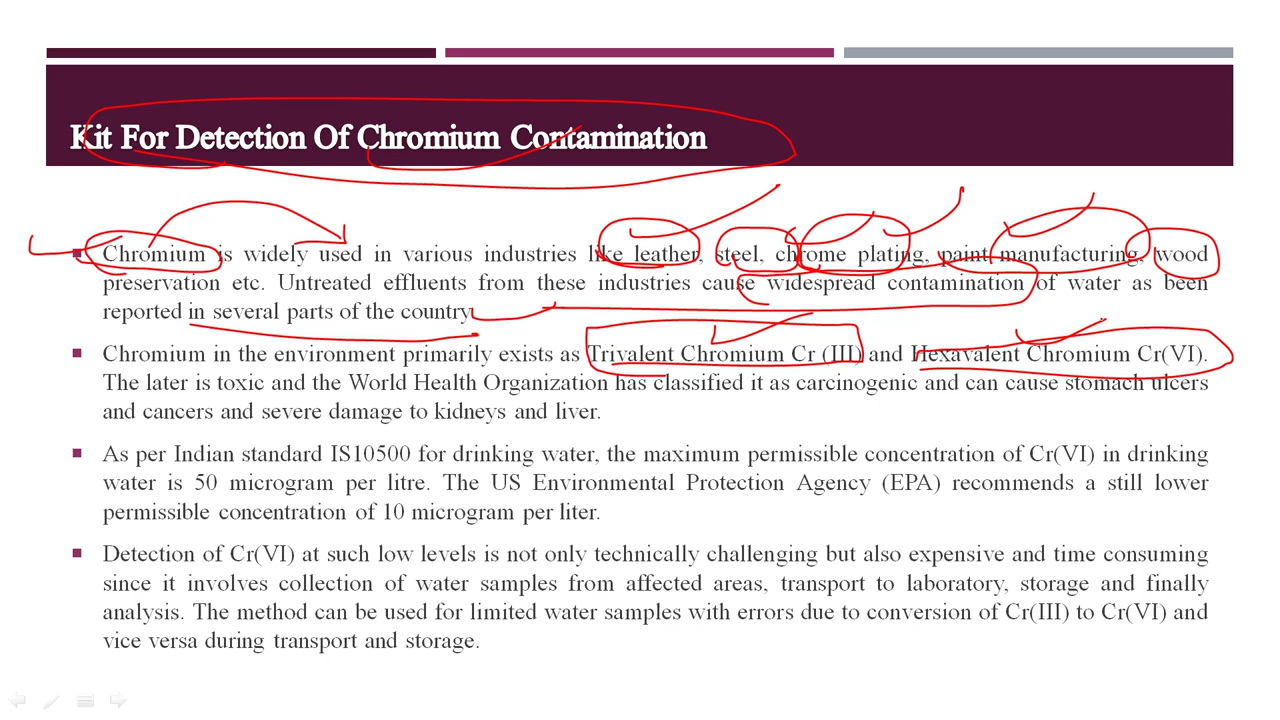 Kit For Detection Of Chromium Contamination
Chromium is widely used in various industries like leather, steel, chrome plating, paint manufacturing, wood
preservation etc. Untreated effluents from these industries cause widespread contamination of water as been
reported in several parts of the country
Chromium in the environment primarily exists as Trivalent Chromium Cr (III) and Hexavalent Chromium Cr(VI).
The later is toxic and the World Health Organization has classified it as carcinogenic and can cause stomach ulcers
and cancers and severe damage to kidneys and liver.
As per Indian standard IS10500 for drinking water, the maximum permissible concentration of Cr(VI) in drinking
water is 50 microgram per litre. The US Environmental Protection Agency (EPA) recommends a still lower
permissible concentration of 10 microgram per liter.
Detection of Cr(VI) at such low levels is not only technically challenging but also expensive and time consuming
since it involves collection of water samples from affected areas, transport to laboratory, storage and finally
analysis. The method can be used for limited water samples with errors due to conversion of Cr(III) to Cr(VI) and
vice versa during transport and storage.